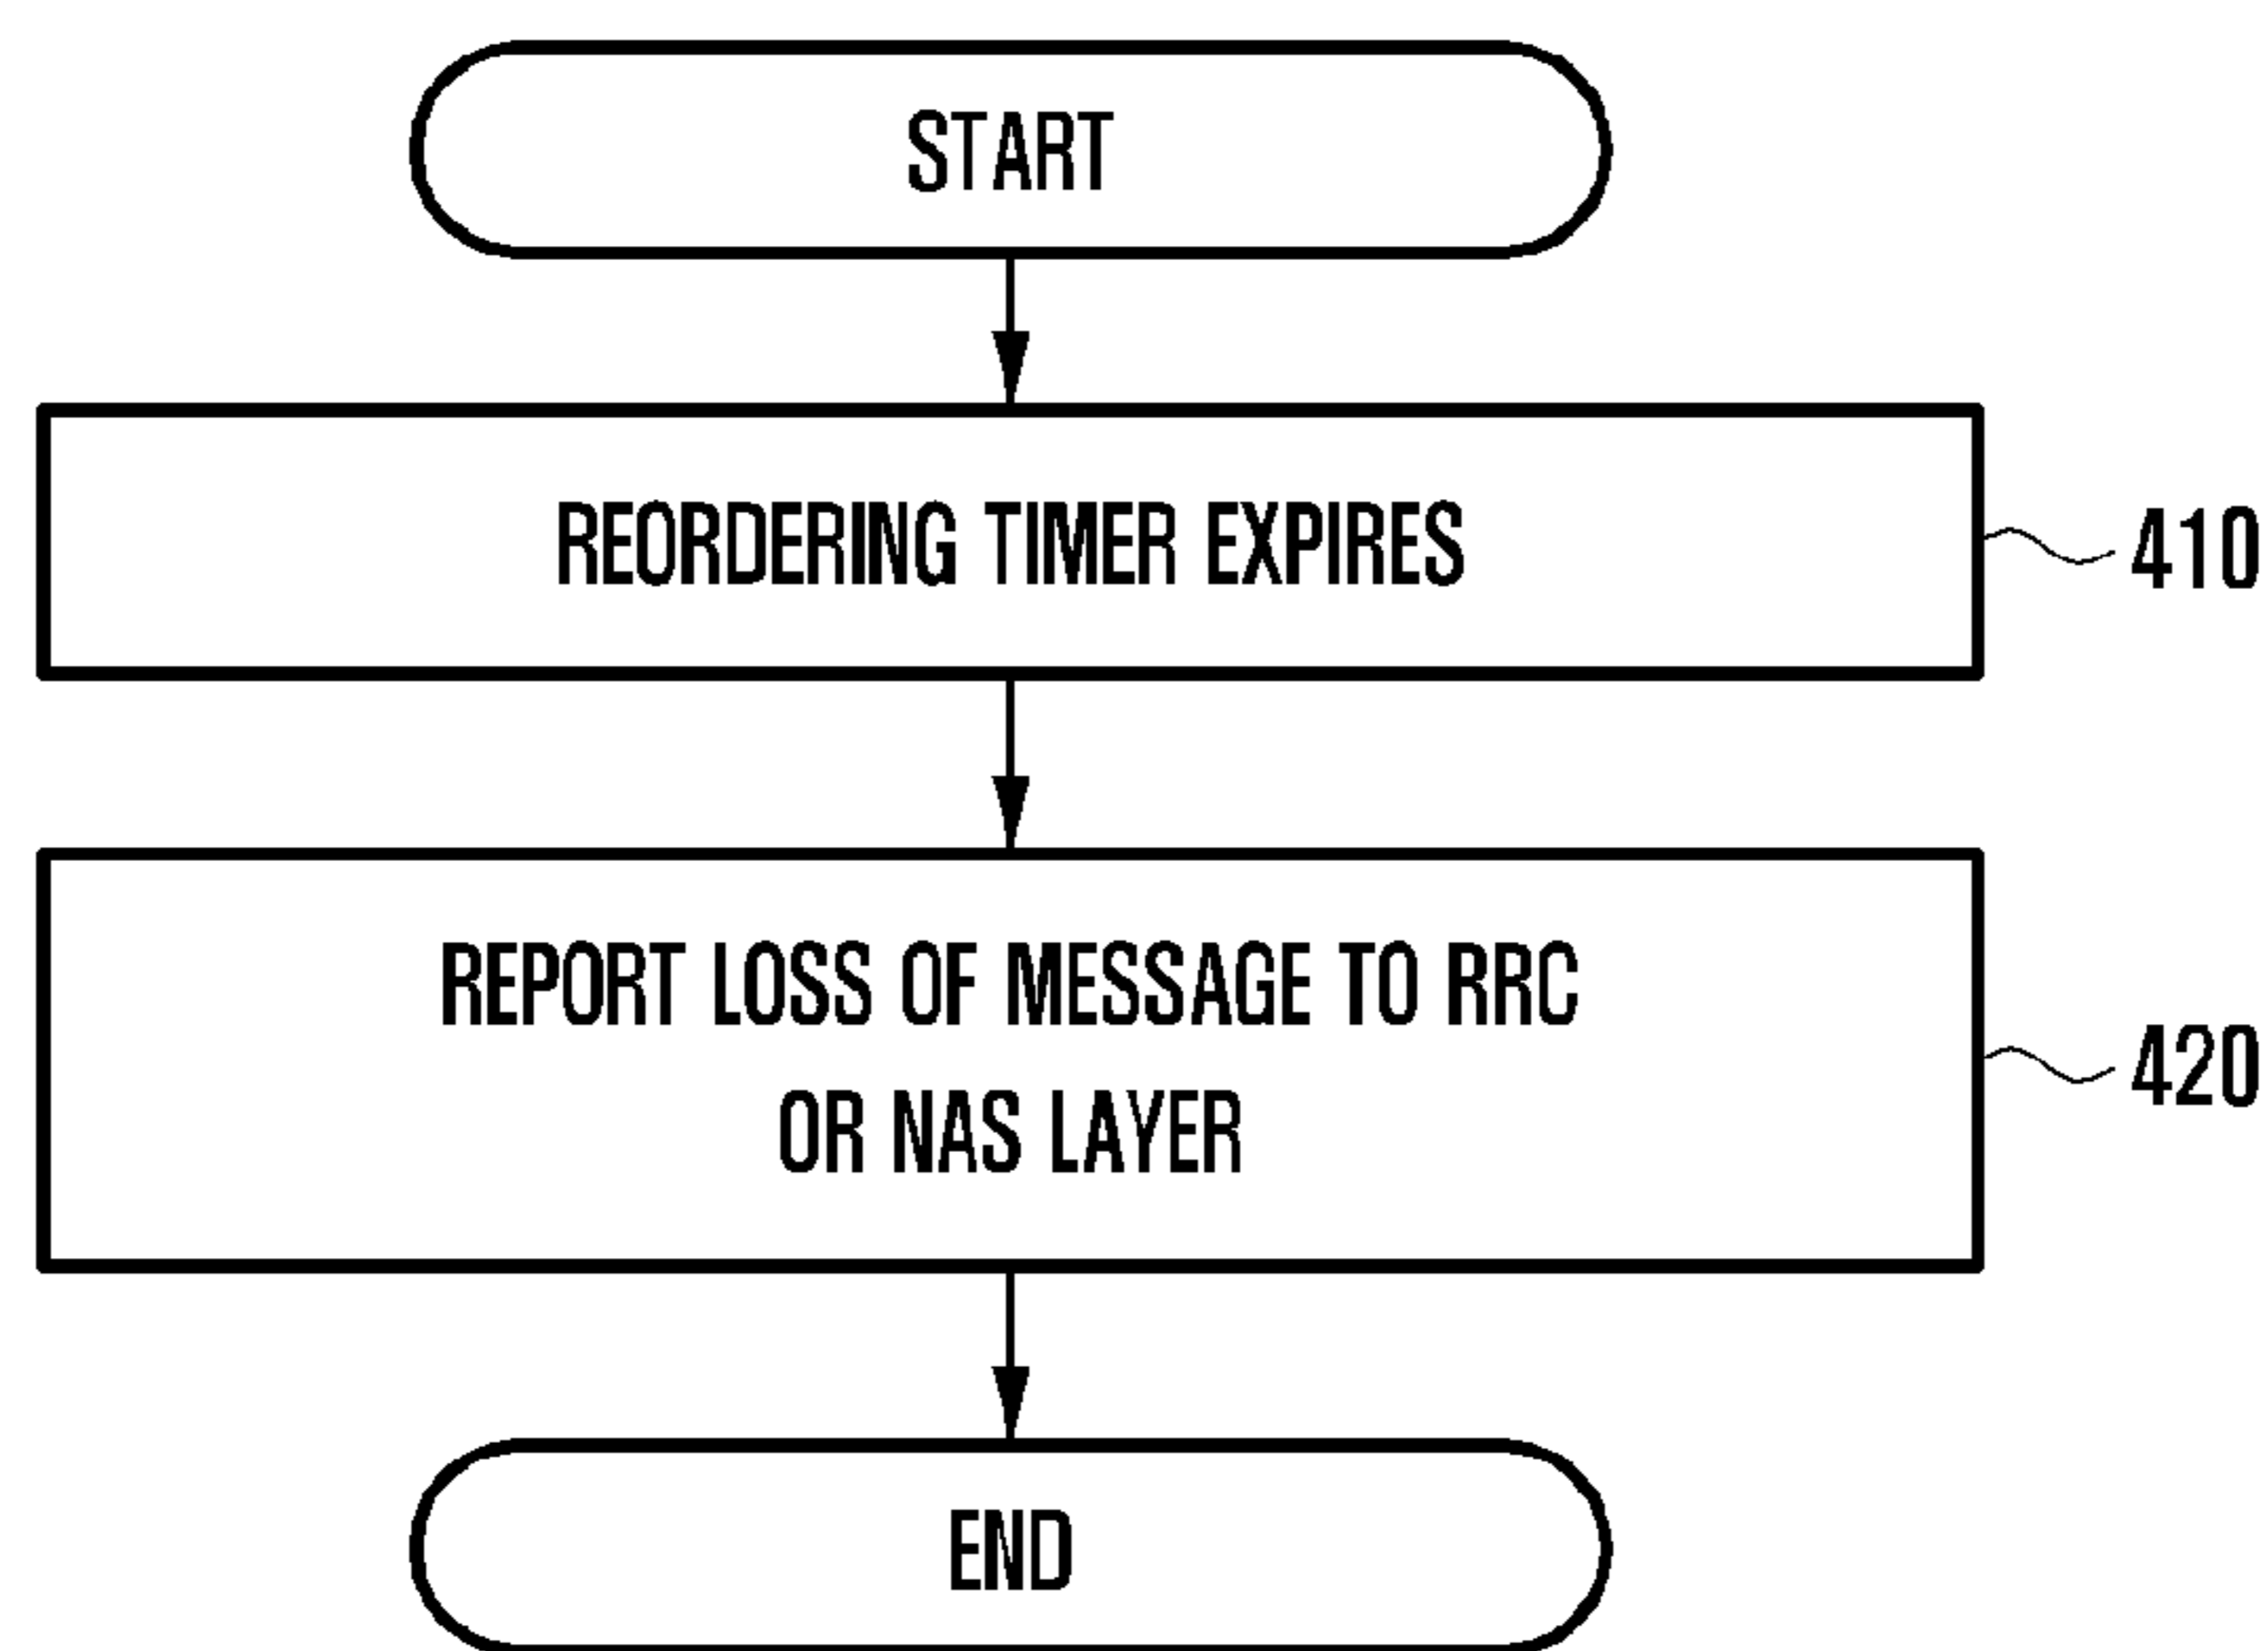 START
REORDERING TIMER EXPIRES
410
REPORT LOSS OF MESSAGE TO RRC
OR NAS LAYER
420
END